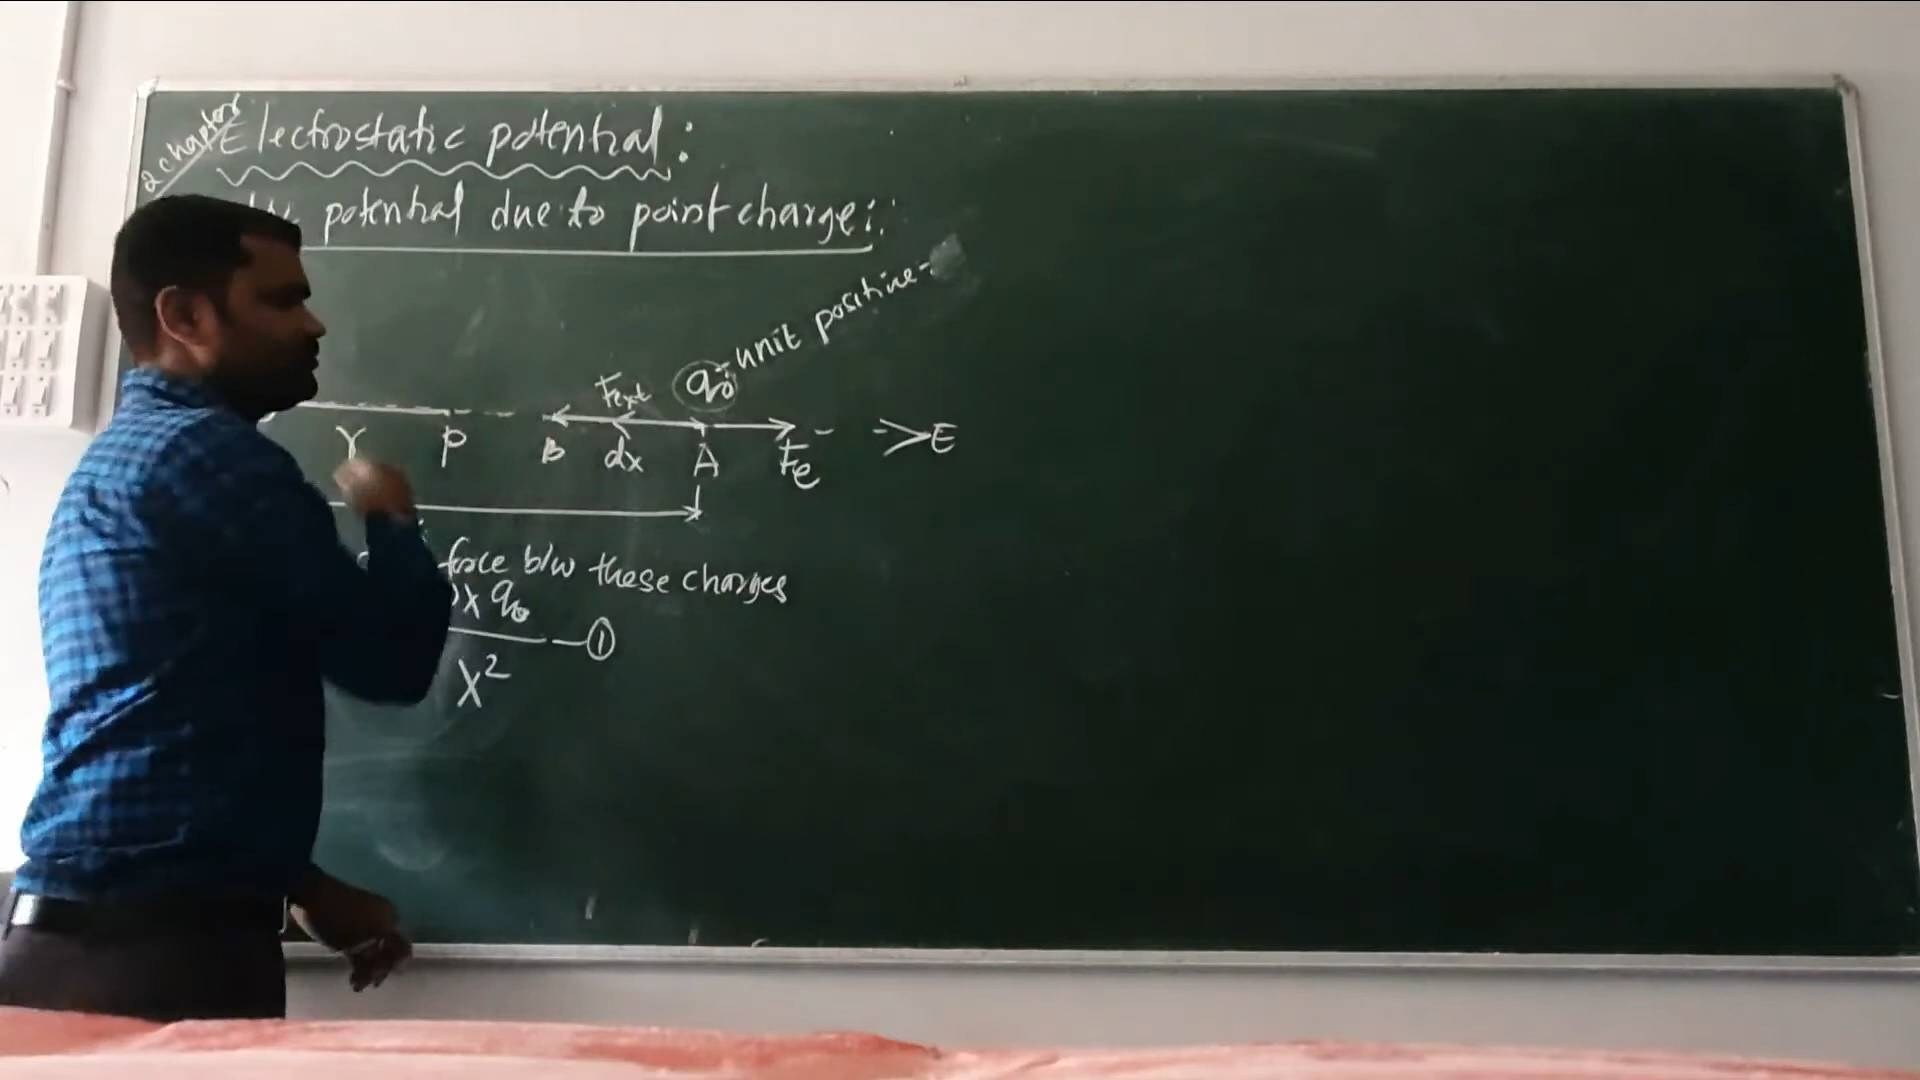 2 chapter
Electrostatic potential:
potential due to point charge:
unit positive-
Fext q₀
r P B dx A Fe E
force b/w these charges
x q₀
—①
x²